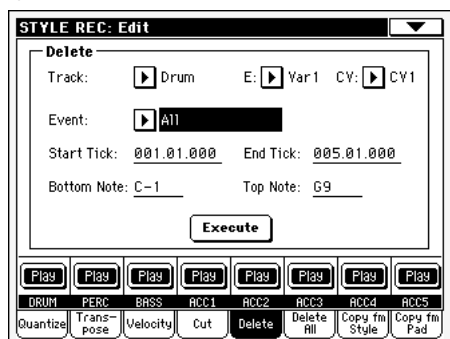 STYLE REC: Edit
Delete
Track: Drum E: Var1 CV: CV1
Event: All
Start Tick: 001.01.000 End Tick: 005.01.000
Bottom Note: C-1 Top Note: G9
Execute
Play Play Play Play Play Play Play Play
DRUM PERC BASS ACC1 ACC2 ACC3 ACC4 ACC5
Quantize Trans- pose Velocity Cut Delete Delete All Copy fm Style Copy fm Pad